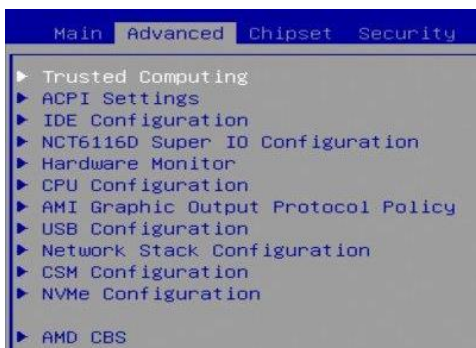 Main Advanced Chipset Security
Trusted Computing
ACPI Settings
IDE Configuration
NCT6116D Super IO Configuration
Hardware Monitor
CPU Configuration
AMI Graphic Output Protocol Policy
USB Configuration
Network Stack Configuration
CSM Configuration
NVMe Configuration
AMD CBS